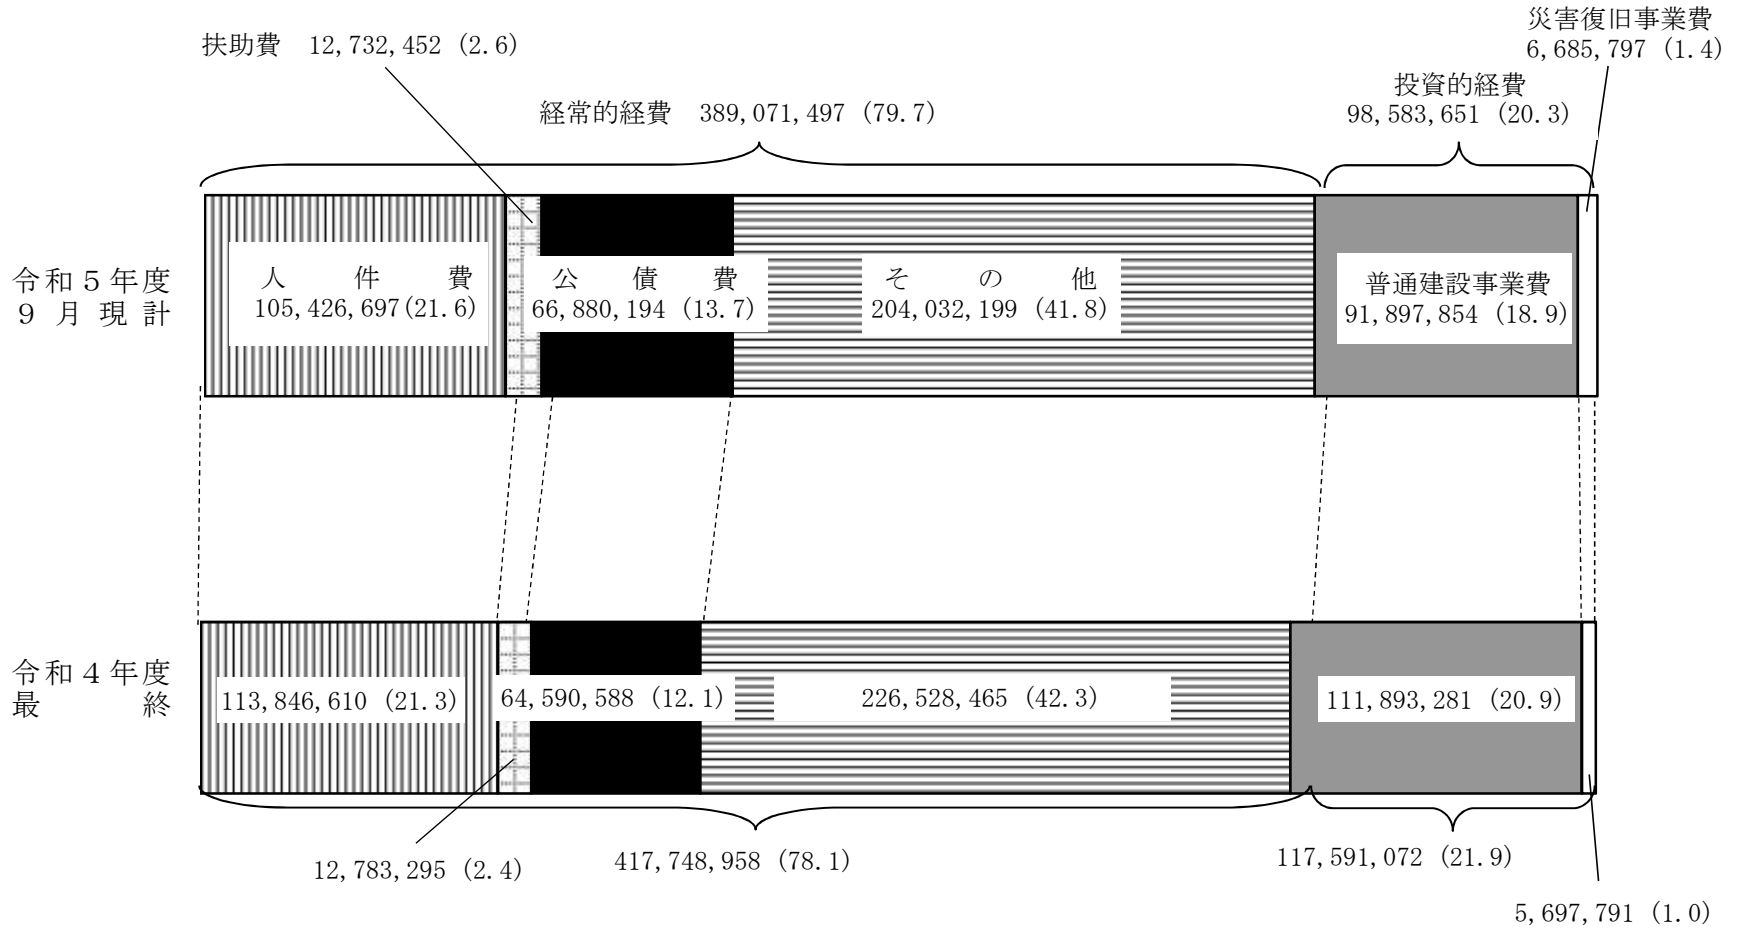 災害復旧事業費
6,685,797 (1.4)
扶助費　12,732,452 (2.6)
投資的経費
98,583,651 (20.3)
経常的経費　389,071,497 (79.7)
令和５年度
９月現計
人件費
105,426,697(21.6)
公債費
66,880,194 (13.7)
その他
204,032,199 (41.8)
普通建設事業費
91,897,854 (18.9)
令和４年度
最終
113,846,610 (21.3)
64,590,588 (12.1)
226,528,465 (42.3)
111,893,281 (20.9)
12,783,295 (2.4)
417,748,958 (78.1)
117,591,072 (21.9)
5,697,791 (1.0)